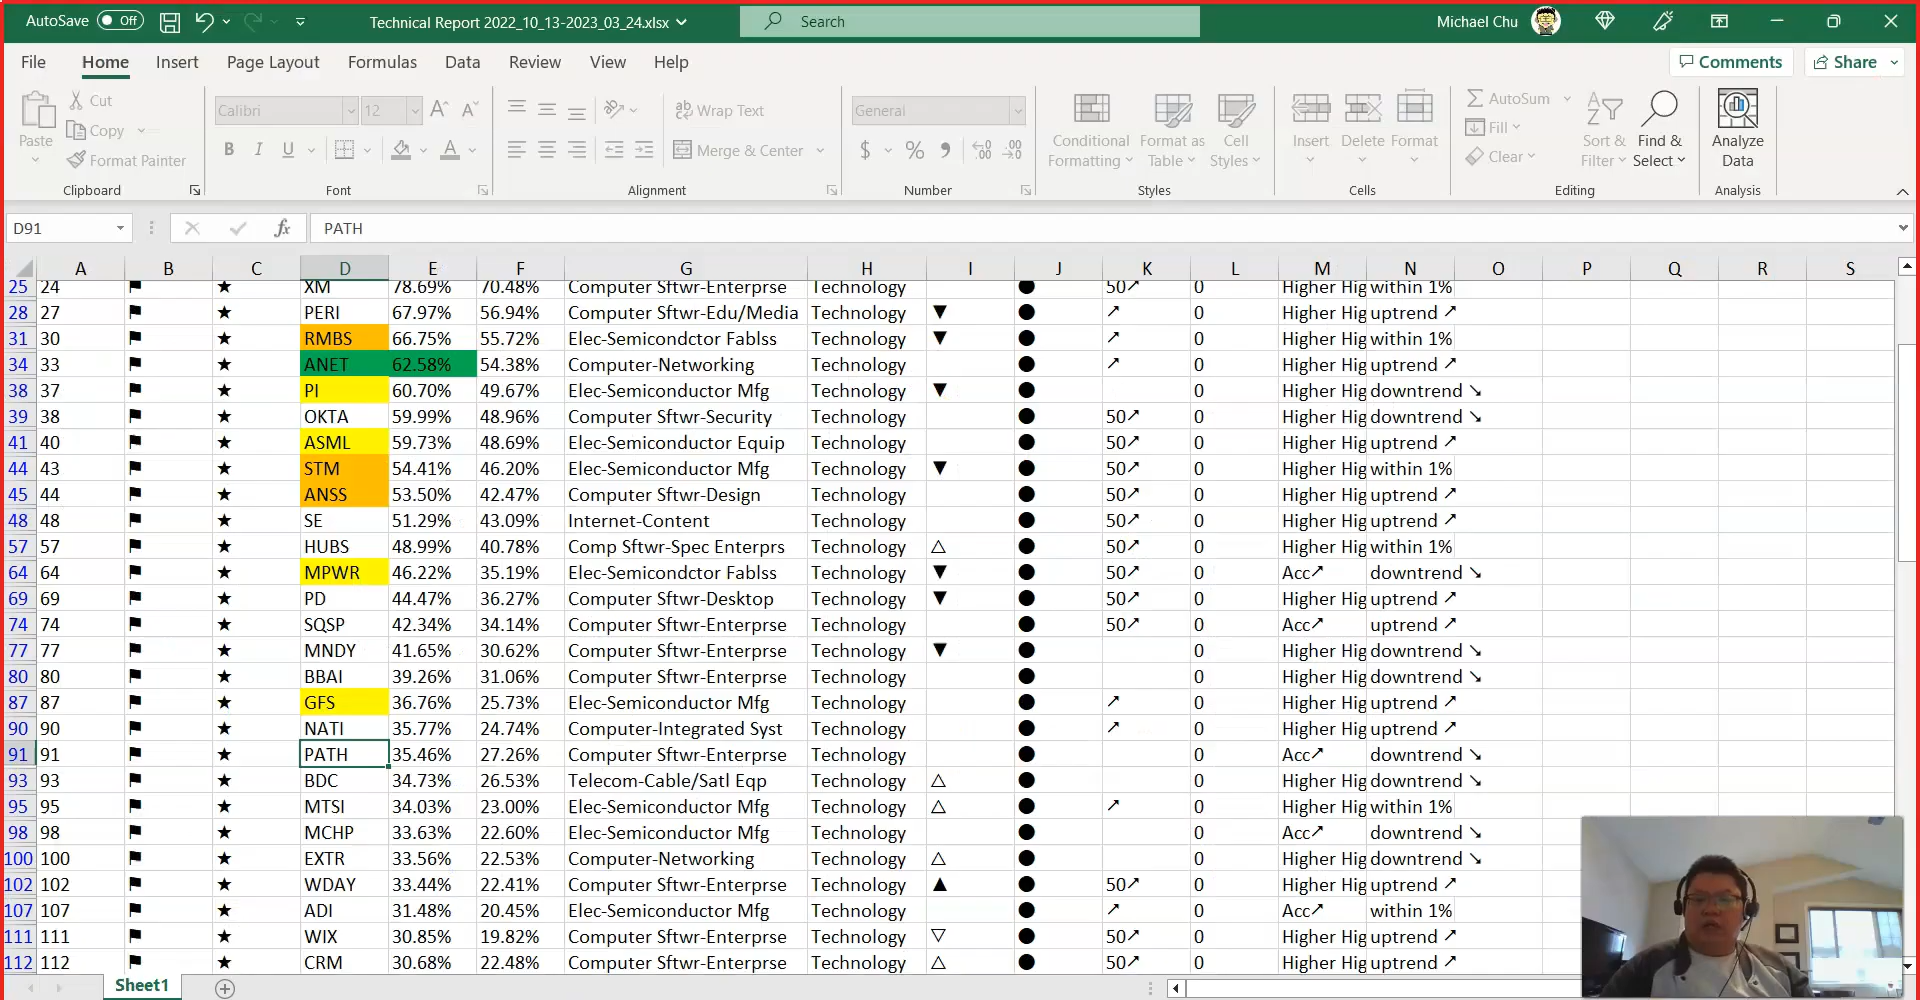 AutoSave Off Technical Report 2022_10_13-2023_03_24.xlsx Search Michael Chu
File Home Insert Page Layout Formulas Data Review View Help Comments Share
Paste Cut Copy Format Painter Clipboard
Calibri 12 A A B I U A Font
ab Wrap Text Merge & Center Alignment
General $ % Number
Conditional Formatting Format as Table Cell Styles Styles
Insert Delete Format Cells
AutoSum Fill Clear Sort & Filter Find & Select Editing
Analyze Data Analysis
D91 fx PATH
A B C D E F G H I J K L M N O P Q R S
25 24 ⚑ ★ XM 78.69% 70.48% Computer Sftwr-Enterprse Technology ● 50↗ 0 Higher Hig within 1%
28 27 ⚑ ★ PERI 67.97% 56.94% Computer Sftwr-Edu/Media Technology ▼ ● ↗ 0 Higher Hig uptrend ↗
31 30 ⚑ ★ RMBS 66.75% 55.72% Elec-Semicondctor Fablss Technology ▼ ● ↗ 0 Higher Hig within 1%
34 33 ⚑ ★ ANET 62.58% 54.38% Computer-Networking Technology ● ↗ 0 Higher Hig uptrend ↗
38 37 ⚑ ★ PI 60.70% 49.67% Elec-Semiconductor Mfg Technology ▼ ● 0 Higher Hig downtrend ↘
39 38 ⚑ ★ OKTA 59.99% 48.96% Computer Sftwr-Security Technology ● 50↗ 0 Higher Hig downtrend ↘
41 40 ⚑ ★ ASML 59.73% 48.69% Elec-Semiconductor Equip Technology ● 50↗ 0 Higher Hig uptrend ↗
44 43 ⚑ ★ STM 54.41% 46.20% Elec-Semiconductor Mfg Technology ▼ ● 50↗ 0 Higher Hig within 1%
45 44 ⚑ ★ ANSS 53.50% 42.47% Computer Sftwr-Design Technology ● 50↗ 0 Higher Hig uptrend ↗
48 48 ⚑ ★ SE 51.29% 43.09% Internet-Content Technology ● 50↗ 0 Higher Hig uptrend ↗
57 57 ⚑ ★ HUBS 48.99% 40.78% Comp Sftwr-Spec Enterprs Technology △ ● 50↗ 0 Higher Hig within 1%
64 64 ⚑ ★ MPWR 46.22% 35.19% Elec-Semicondctor Fablss Technology ▼ ● 50↗ 0 Acc↗ downtrend ↘
69 69 ⚑ ★ PD 44.47% 36.27% Computer Sftwr-Desktop Technology ▼ ● 50↗ 0 Higher Hig uptrend ↗
74 74 ⚑ ★ SQSP 42.34% 34.14% Computer Sftwr-Enterprse Technology ● 50↗ 0 Acc↗ uptrend ↗
77 77 ⚑ ★ MNDY 41.65% 30.62% Computer Sftwr-Enterprse Technology ▼ ● 0 Higher Hig downtrend ↘
80 80 ⚑ ★ BBAI 39.26% 31.06% Computer Sftwr-Enterprse Technology ● 0 Higher Hig downtrend ↘
87 87 ⚑ ★ GFS 36.76% 25.73% Elec-Semiconductor Mfg Technology ● ↗ 0 Higher Hig uptrend ↗
90 90 ⚑ ★ NATI 35.77% 24.74% Computer-Integrated Syst Technology ● ↗ 0 Higher Hig uptrend ↗
91 91 ⚑ ★ PATH 35.46% 27.26% Computer Sftwr-Enterprse Technology ● 0 Acc↗ downtrend ↘
93 93 ⚑ ★ BDC 34.73% 26.53% Telecom-Cable/Satl Eqp Technology △ ● 0 Higher Hig downtrend ↘
95 95 ⚑ ★ MTSI 34.03% 23.00% Elec-Semiconductor Mfg Technology △ ● ↗ 0 Higher Hig within 1%
98 98 ⚑ ★ MCHP 33.63% 22.60% Elec-Semiconductor Mfg Technology ● 0 Acc↗ downtrend ↘
100 100 ⚑ ★ EXTR 33.56% 22.53% Computer-Networking Technology △ ● 0 Higher Hig downtrend ↘
102 102 ⚑ ★ WDAY 33.44% 22.41% Computer Sftwr-Enterprse Technology ▲ ● 50↗ 0 Higher Hig uptrend ↗
107 107 ⚑ ★ ADI 31.48% 20.45% Elec-Semiconductor Mfg Technology ● ↗ 0 Acc↗ within 1%
111 111 ⚑ ★ WIX 30.85% 19.82% Computer Sftwr-Enterprse Technology ▽ ● 50↗ 0 Higher Hig uptrend ↗
112 112 ⚑ ★ CRM 30.68% 22.48% Computer Sftwr-Enterprse Technology △ ● 50↗ 0 Higher Hig uptrend ↗
Sheet1